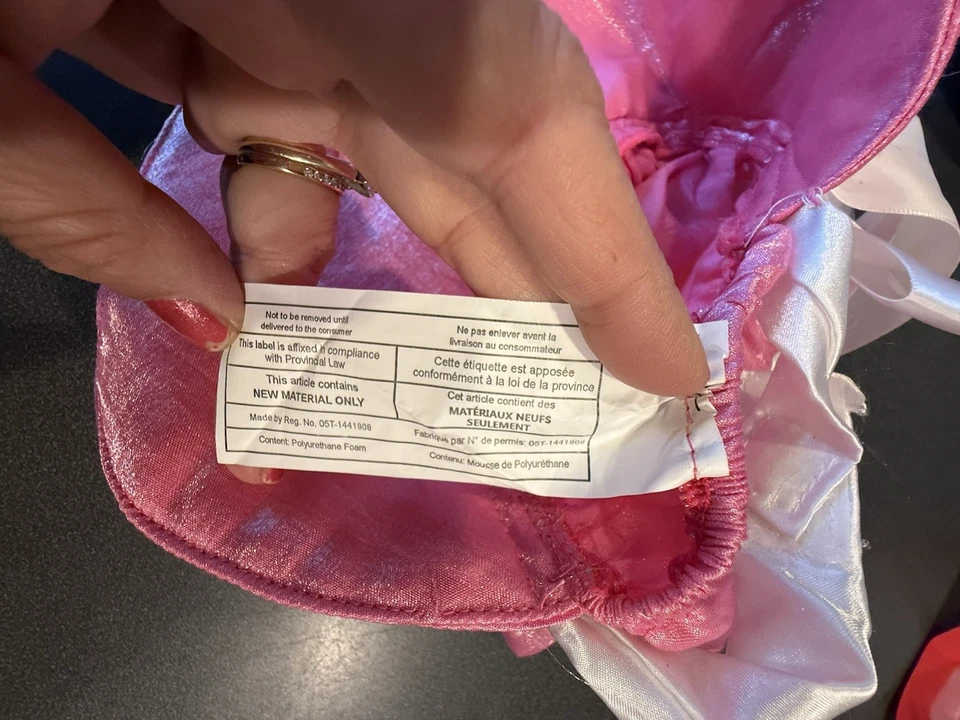 Not to be removed until
delivered to the consumer
Ne pas enlever avant la
livraison au consommateur
This label is affixed in compliance
with Provincial Law
Cette étiquette est apposée
conformément à la loi de la province
This article contains
NEW MATERIAL ONLY
Cet article contient des
MATÉRIAUX NEUFS
SEULEMENT
Made by Reg. No. 05T-1441908
Fabriqué par N° de permis: 05T-1441908
Content: Polyurethane Foam
Contenu: Mousse de Polyuréthane